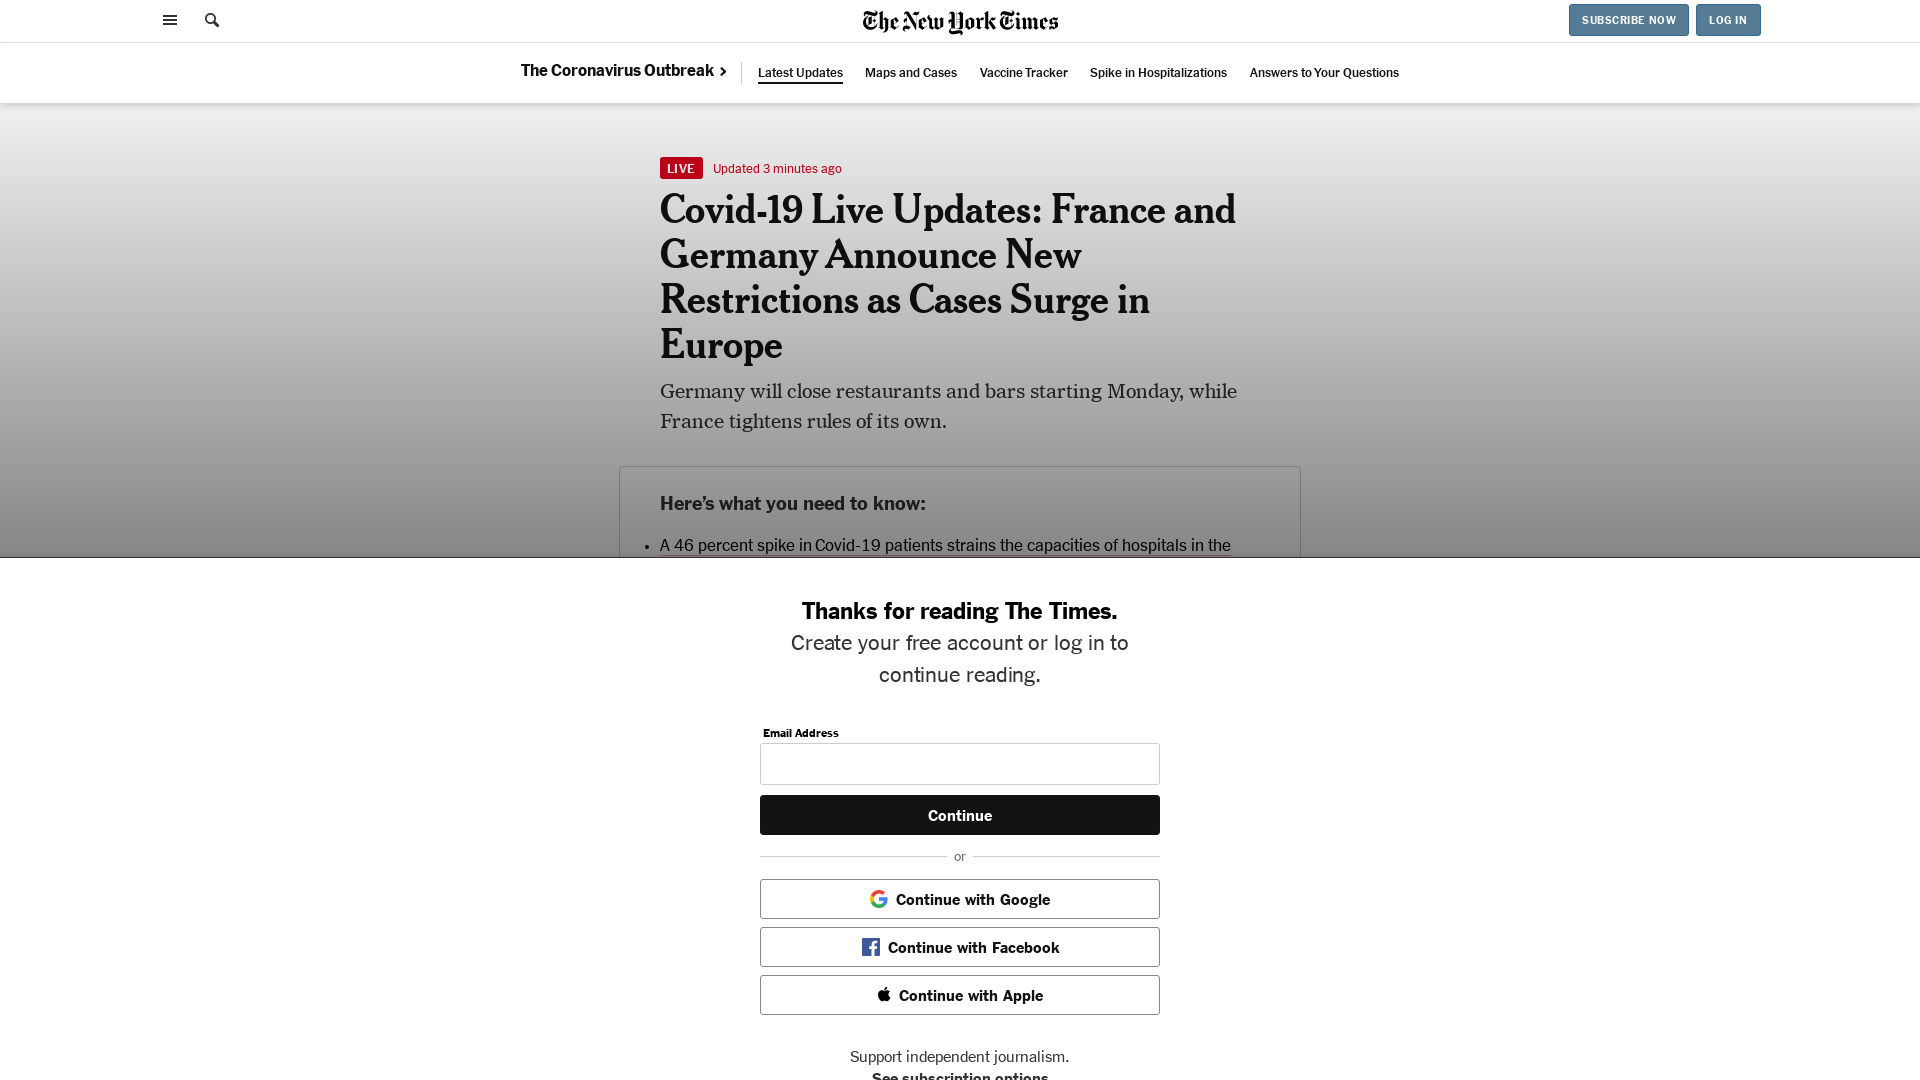 The New York Times
SUBSCRIBE NOW
LOG IN
The Coronavirus Outbreak
Latest Updates
Maps and Cases
Vaccine Tracker
Spike in Hospitalizations
Answers to Your Questions
LIVE Updated 3 minutes ago
Covid-19 Live Updates: France and
Germany Announce New
Restrictions as Cases Surge in
Europe
Germany will close restaurants and bars starting Monday, while
France tightens rules of its own.
Here’s what you need to know:
• A 46 percent spike in Covid-19 patients strains the capacities of hospitals in the
Thanks for reading The Times.
Create your free account or log in to
continue reading.
Email Address
Continue
or
Continue with Google
Continue with Facebook
Continue with Apple
Support independent journalism.
See subscription options